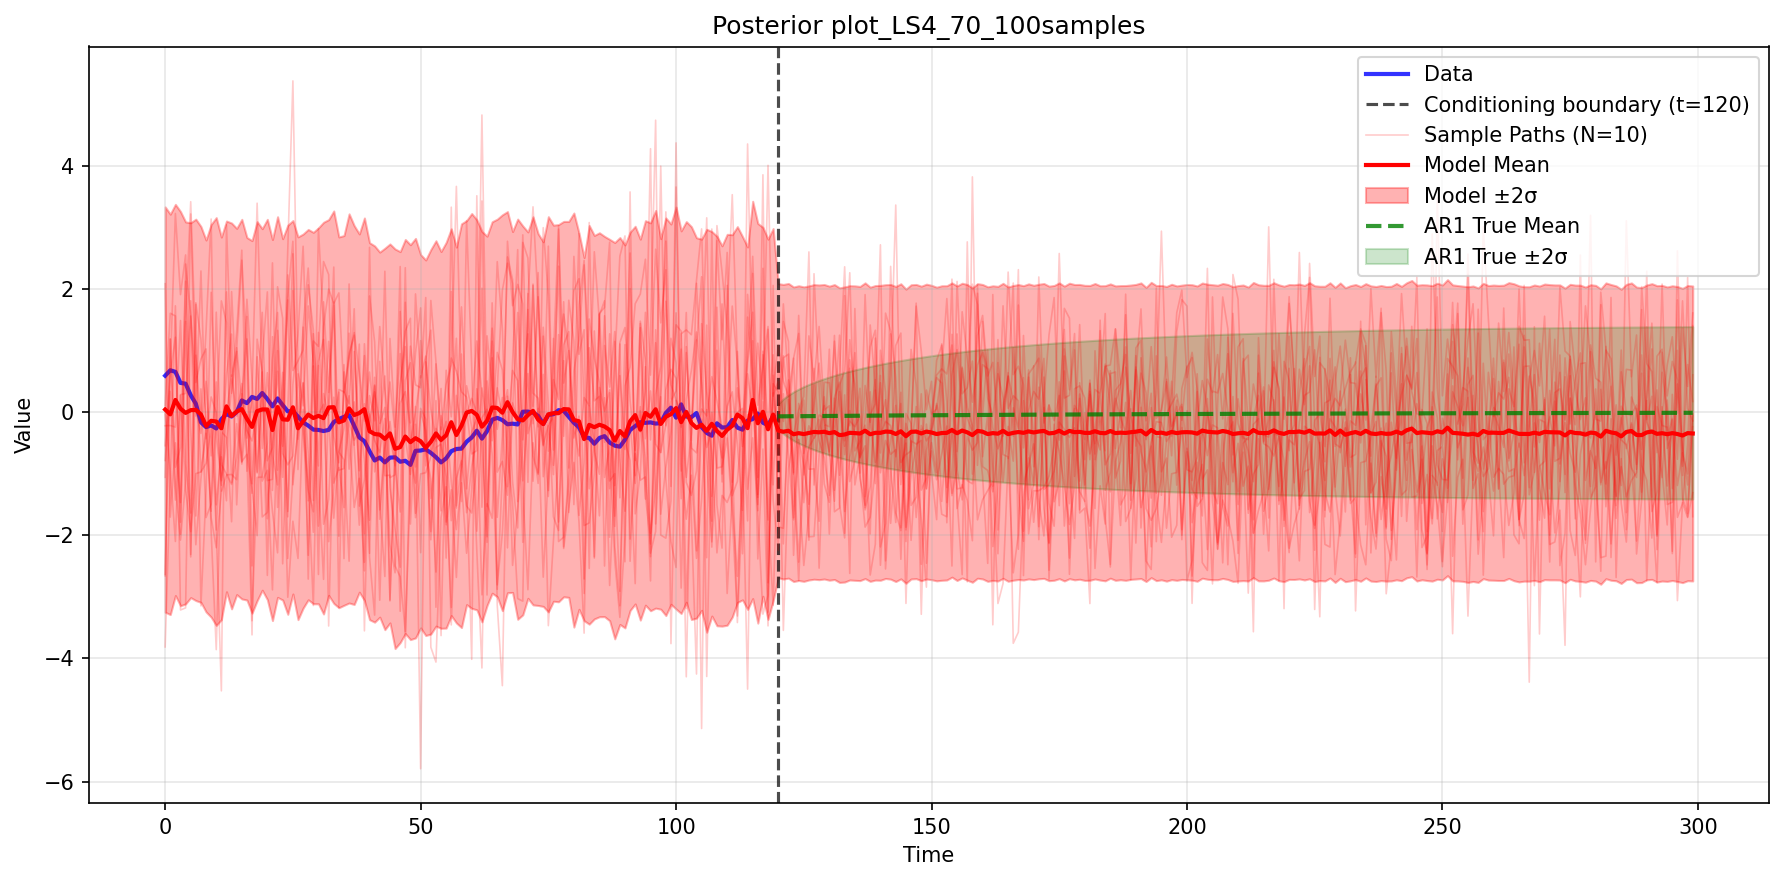 Posterior plot_LS4_70_100samples
Data
Conditioning boundary (t=120)
Sample Paths (N=10)
Model Mean
Model ±2σ
AR1 True Mean
AR1 True ±2σ
Value
4
2
0
−2
−4
−6
0 50 100 150 200 250 300
Time